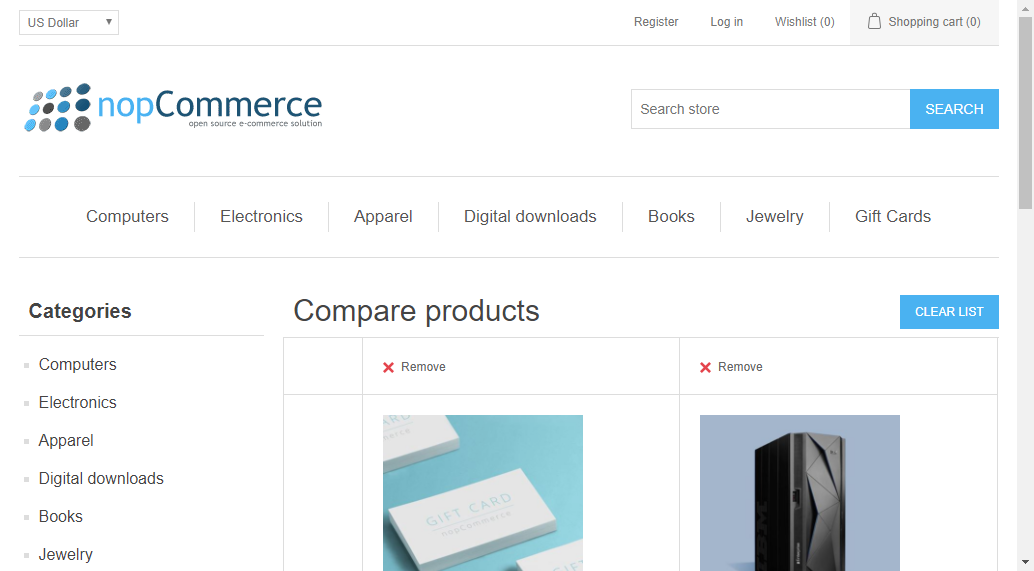 US Dollar
Register
Log in
Wishlist (0)
Shopping cart (0)
nopCommerce
open source e-commerce solution
Search store
SEARCH
Computers
Electronics
Apparel
Digital downloads
Books
Jewelry
Gift Cards
Categories
Computers
Electronics
Apparel
Digital downloads
Books
Jewelry
Compare products
CLEAR LIST
Remove
Remove
CARD
nopCommerce
GIFT CARD
nopCommerce
IBM